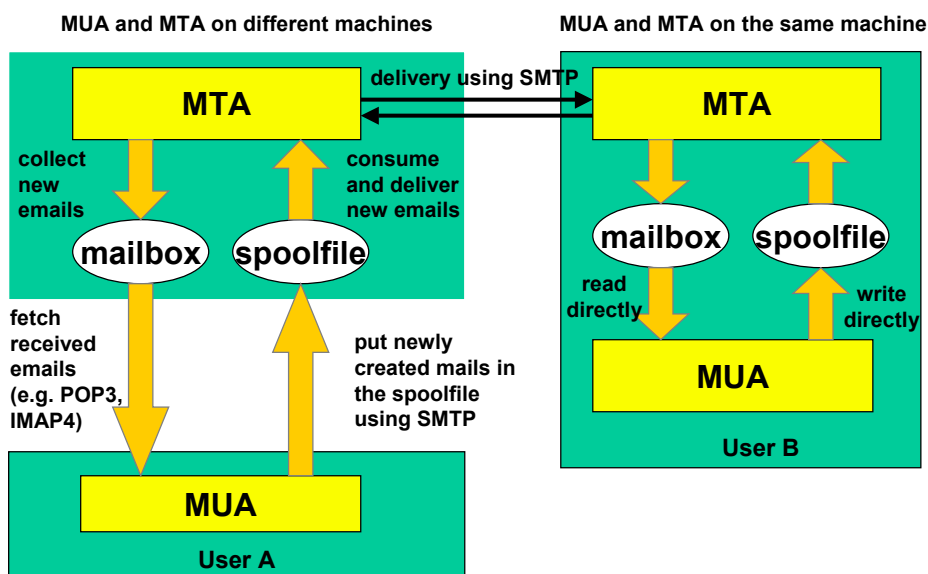 MUA and MTA on different machines
MUA and MTA on the same machine
delivery using SMTP
MTA
MTA
collect
new
emails
consume
and deliver
new emails
mailbox
spoolfile
mailbox
spoolfile
read
directly
write
directly
fetch
received
emails
(e.g. POP3,
IMAP4)
put newly
created mails in
the spoolfile
using SMTP
MUA
User B
MUA
User A